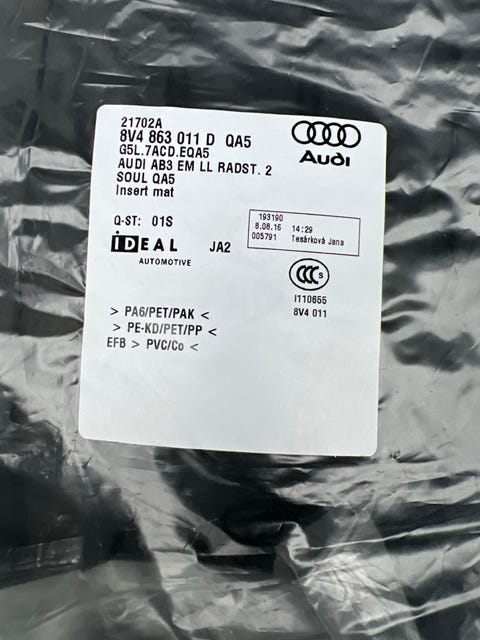 21702A
8V4 863 011 D QA5
G5L.7ACD.EQA5
AUDI AB3 EM LL RADST. 2
SOUL QA5
Insert mat
Audi
Q-ST: 01S
IDEAL JA2
AUTOMOTIVE
193190
8.08.16 14:29
005791 Tesárková Jana
CCC S
I110655
8V4 011
> PA6/PET/PAK <
> PE-KD/PET/PP <
EFB > PVC/Co <